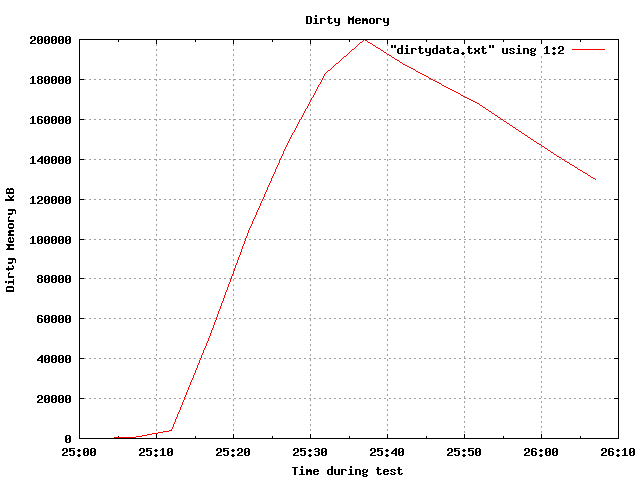 Dirty Memory
"dirtydata.txt" using 1:2
200000
180000
160000
140000
120000
100000
80000
60000
40000
20000
0
Dirty Memory kB
25:00 25:10 25:20 25:30 25:40 25:50 26:00 26:10
Time during test